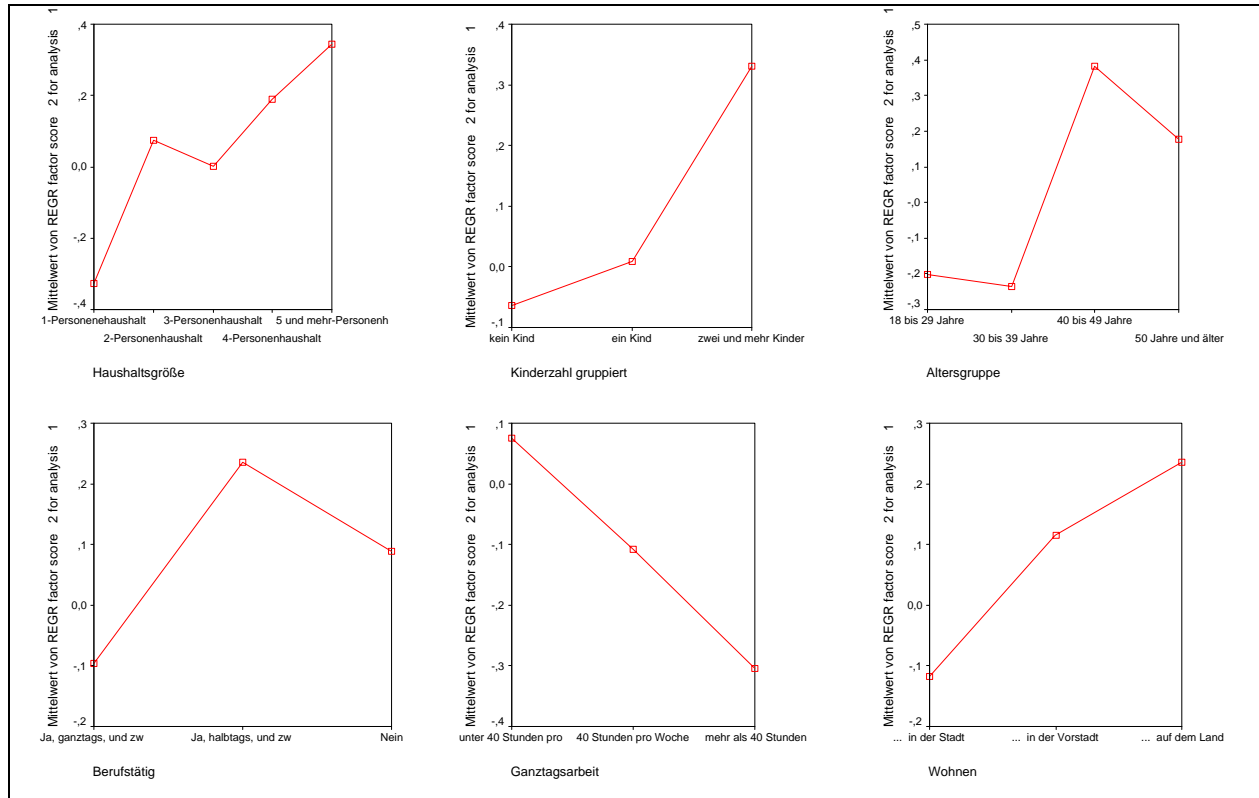 Mittelwert von REGR factor score 2 for analysis 1
,4
,2
0,0
-,2
-,4
1-Personenehaushalt
3-Personenhaushalt
5 und mehr-Personenh
2-Personenhaushalt
4-Personenhaushalt
Haushaltsgröße
Mittelwert von REGR factor score 2 for analysis 1
,4
,3
,2
,1
0,0
-,1
kein Kind
ein Kind
zwei und mehr Kinder
Kinderzahl gruppiert
Mittelwert von REGR factor score 2 for analysis 1
,5
,4
,3
,2
,1
-,0
-,1
-,2
-,3
18 bis 29 Jahre
40 bis 49 Jahre
30 bis 39 Jahre
50 Jahre und älter
Altersgruppe
Mittelwert von REGR factor score 2 for analysis 1
,3
,2
,1
0,0
-,1
-,2
Ja, ganztags, und zw
Ja, halbtags, und zw
Nein
Berufstätig
Mittelwert von REGR factor score 2 for analysis 1
,1
0,0
-,1
-,2
-,3
-,4
unter 40 Stunden pro
40 Stunden pro Woche
mehr als 40 Stunden
Ganztagsarbeit
Mittelwert von REGR factor score 2 for analysis 1
,3
,2
,1
0,0
-,1
-,2
... in der Stadt
... in der Vorstadt
... auf dem Land
Wohnen